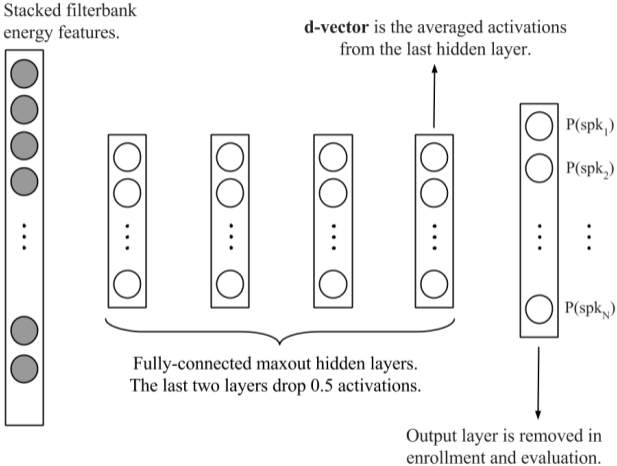 Stacked filterbank
energy features.
d-vector is the averaged activations
from the last hidden layer.
P(spk₁)
P(spk₂)
P(spk_N)
Fully-connected maxout hidden layers.
The last two layers drop 0.5 activations.
Output layer is removed in
enrollment and evaluation.